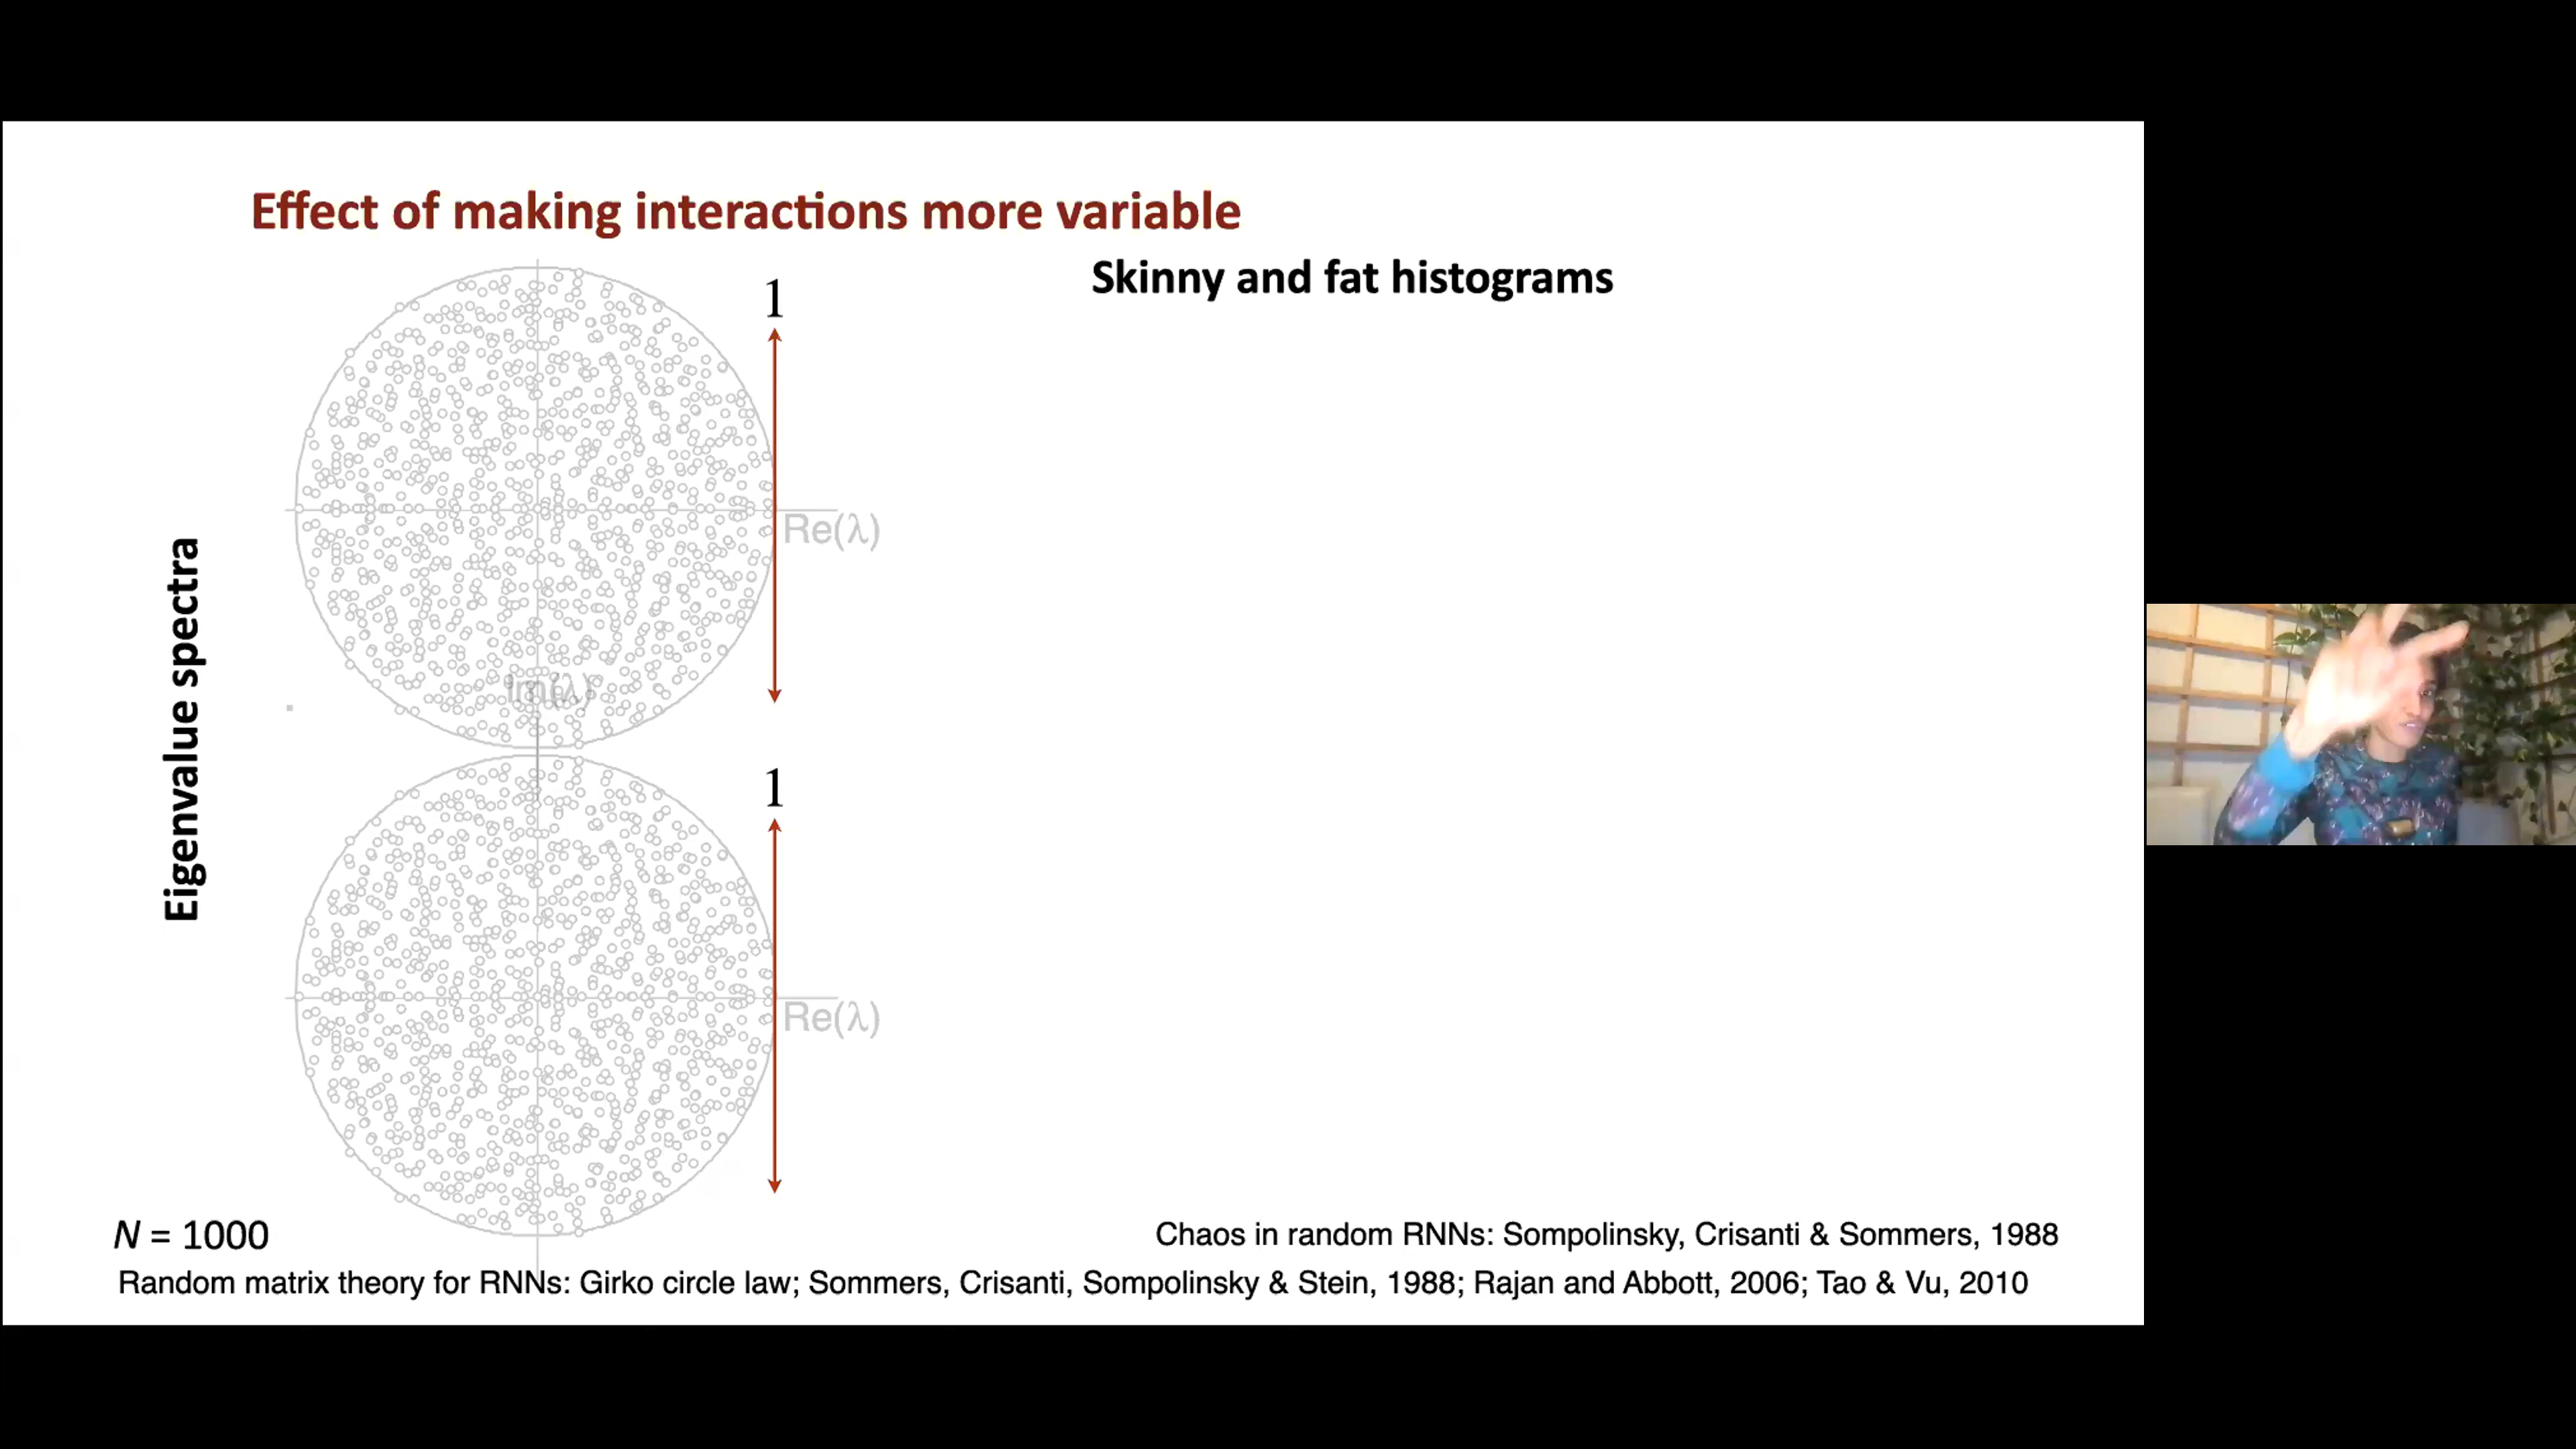 Effect of making interactions more variable
Skinny and fat histograms
1
Re(λ)
Eigenvalue spectra
Im(λ)
1
Re(λ)
N = 1000
Chaos in random RNNs: Sompolinsky, Crisanti & Sommers, 1988
Random matrix theory for RNNs: Girko circle law; Sommers, Crisanti, Sompolinsky & Stein, 1988; Rajan and Abbott, 2006; Tao & Vu, 2010